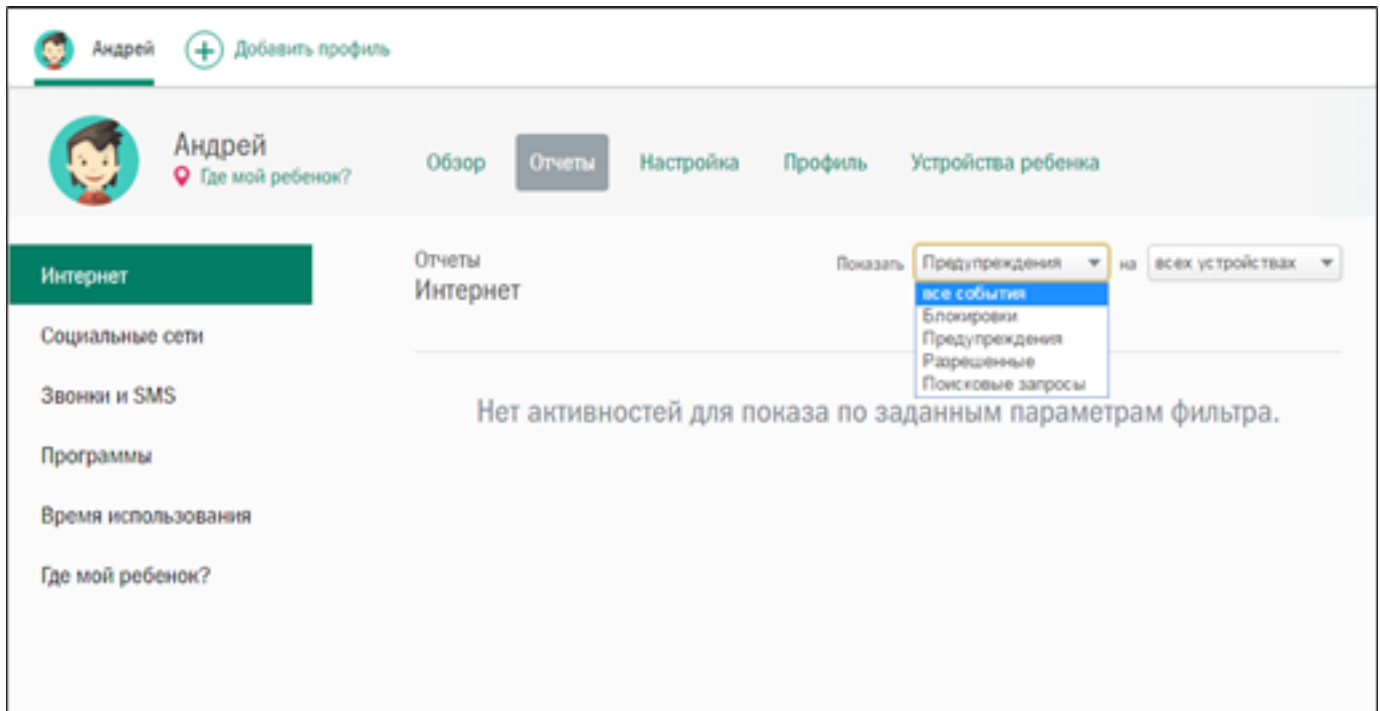 Андрей
Добавить профиль
Андрей
Где мой ребенок?
Обзор
Отчеты
Настройка
Профиль
Устройства ребенка
Интернет
Социальные сети
Звонки и SMS
Программы
Время использования
Где мой ребенок?
Отчеты
Интернет
Показать Предупреждения на всех устройствах
все события
Блокировки
Предупреждения
Разрешенные
Поисковые запросы
Нет активностей для показа по заданным параметрам фильтра.